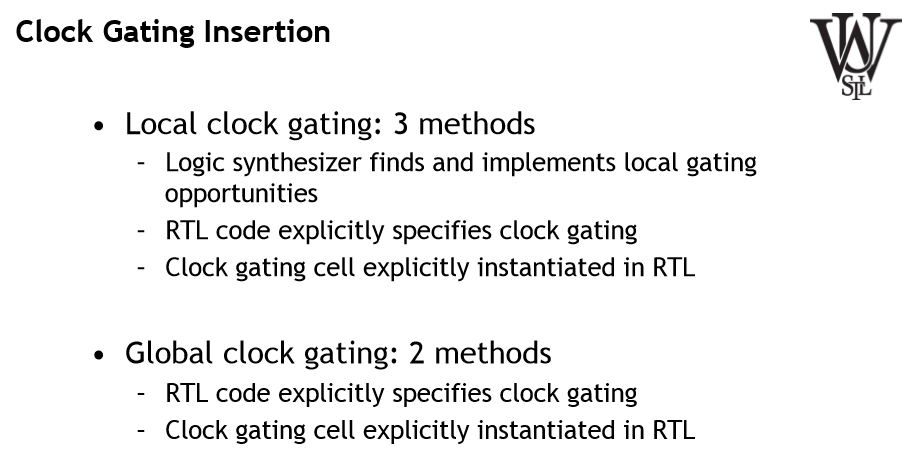 Clock Gating Insertion
WU
SJL
• Local clock gating: 3 methods
- Logic synthesizer finds and implements local gating
opportunities
- RTL code explicitly specifies clock gating
- Clock gating cell explicitly instantiated in RTL
• Global clock gating: 2 methods
- RTL code explicitly specifies clock gating
- Clock gating cell explicitly instantiated in RTL